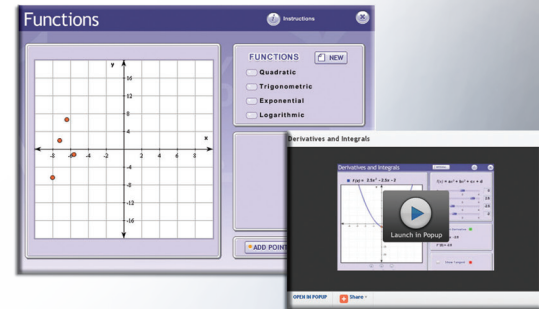 Functions
Instructions
FUNCTIONS
NEW
Quadratic
Trigonometric
Exponential
Logarithmic
y
16
12
8
4
x
-8 -6 -4 -2 2 4 6 8
-4
-8
-12
-16
ADD POIN
Derivatives and Integrals
Derivatives and Integrals
Launch In Popup
OPEN IN POPUP
Share